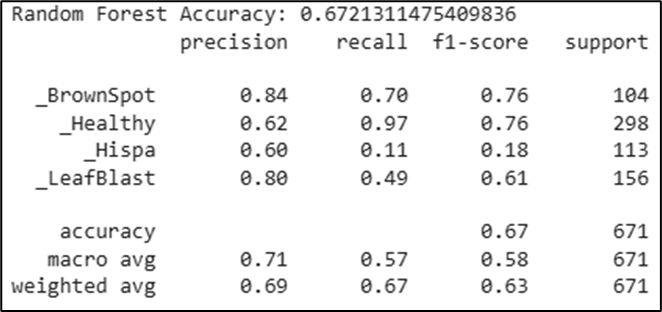 Random Forest Accuracy: 0.6721311475409836
precision recall f1-score support
_BrownSpot 0.84 0.70 0.76 104
_Healthy 0.62 0.97 0.76 298
_Hispa 0.60 0.11 0.18 113
_LeafBlast 0.80 0.49 0.61 156
accuracy 0.67 671
macro avg 0.71 0.57 0.58 671
weighted avg 0.69 0.67 0.63 671